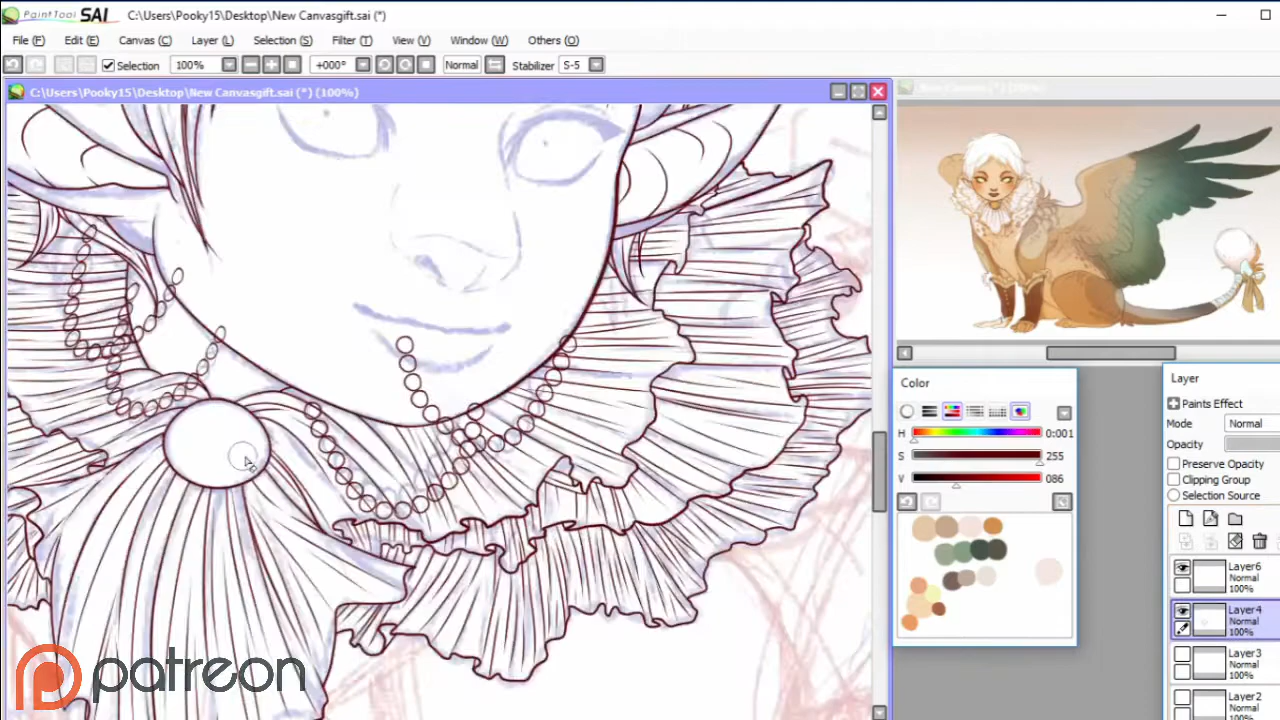 PaintTool SAI C:\Users\Pooky15\Desktop\New Canvasgift.sai (*)
File (F) Edit (E) Canvas (C) Layer (L) Selection (S) Filter (T) View (V) Window (W) Others (O)
Selection 100% +000° Normal Stabilizer S-5
C:\Users\Pooky15\Desktop\New Canvasgift.sai (*) (100%)
Color
H 0:001
S 255
V 086
Layer
Paints Effect
Mode Normal
Opacity
Preserve Opacity
Clipping Group
Selection Source
Layer6
Normal
100%
Layer4
Normal
100%
Layer3
Normal
100%
Layer2
Normal
patreon